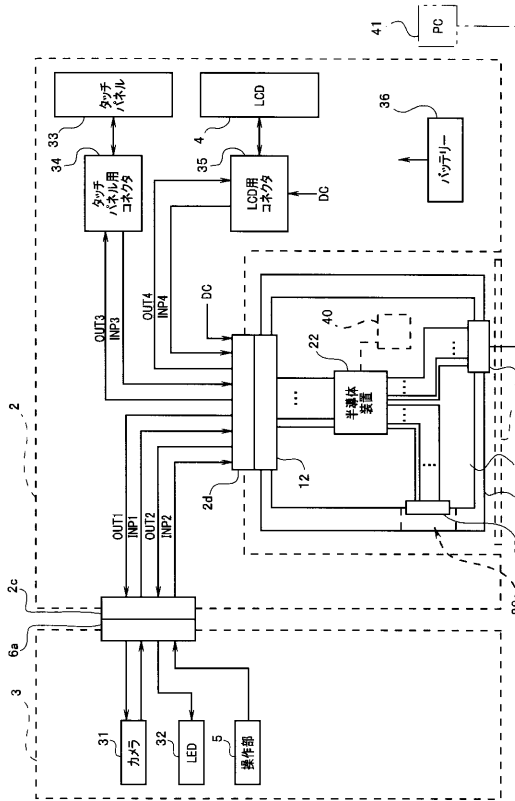 3
6a
2c
2
41
PC
31
カメラ
32
LED
5
操作部
OUT1
INP1
OUT2
INP2
OUT3
INP3
OUT4
INP4
DC
2d
12
34
タッチ
パネル用
コネクタ
33
タッチ
パネル
35
LCD用
コネクタ
4
LCD
DC
36
バッテリー
22
半導体
装置
40